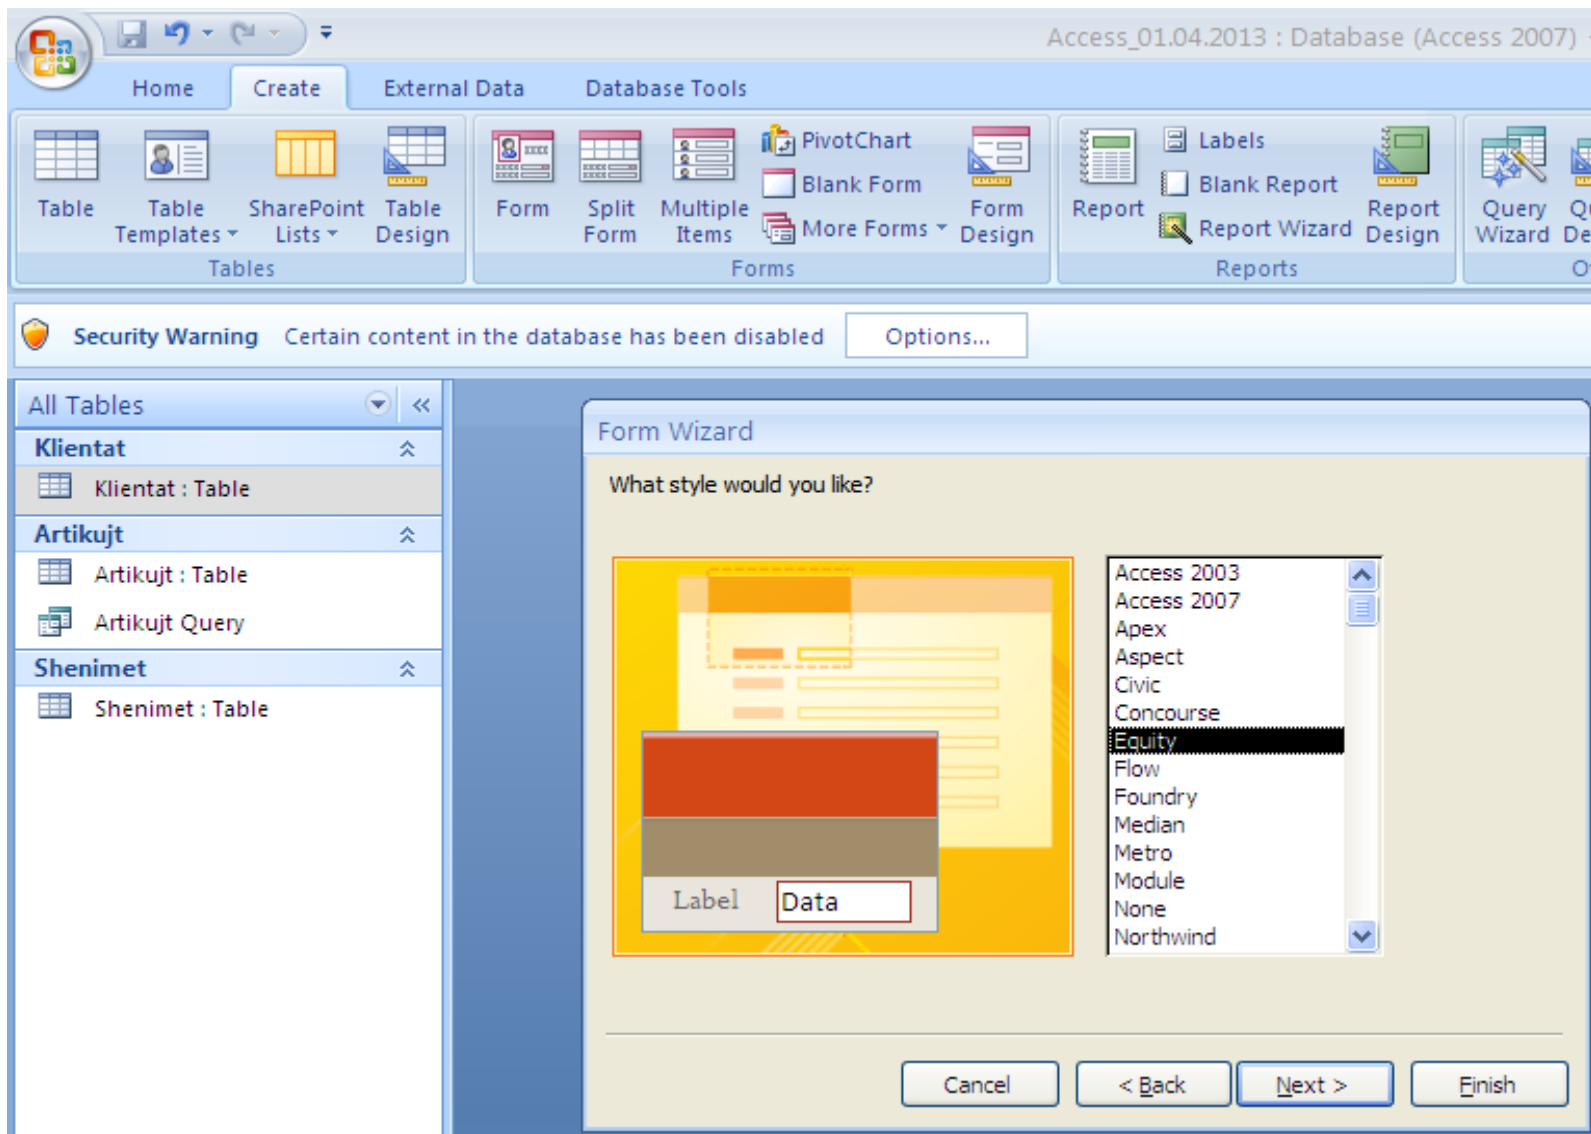 Access_01.04.2013 : Database (Access 2007)
Home Create External Data Database Tools
Table
Table Templates
SharePoint Lists
Table Design
Tables
Form
Split Form
Multiple Items
PivotChart
Blank Form
More Forms
Form Design
Forms
Report
Labels
Blank Report
Report Wizard
Report Design
Reports
Query Wizard
Security Warning Certain content in the database has been disabled Options...
All Tables
Klientat
Klientat : Table
Artikujt
Artikujt : Table
Artikujt Query
Shenimet
Shenimet : Table
Form Wizard
What style would you like?
Label Data
Access 2003
Access 2007
Apex
Aspect
Civic
Concourse
Equity
Flow
Foundry
Median
Metro
Module
None
Northwind
Cancel < Back Next > Finish